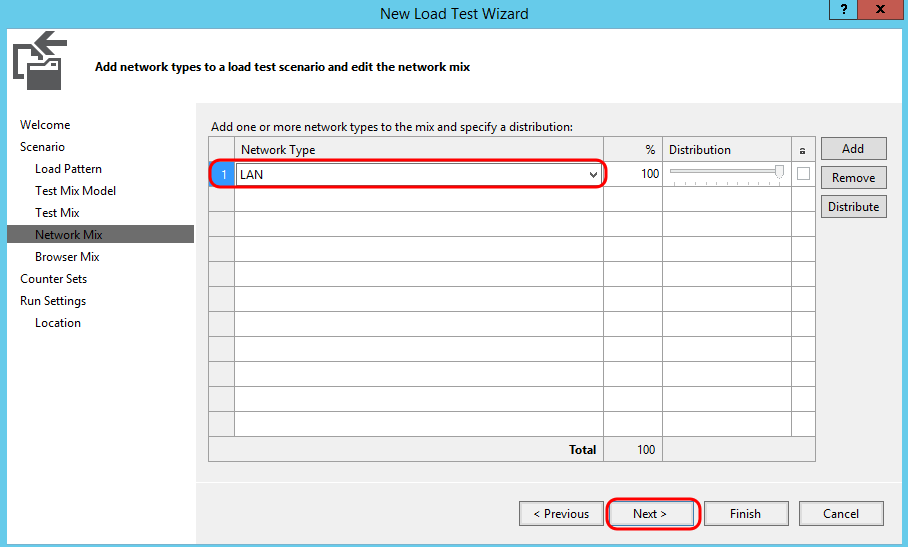 New Load Test Wizard
?
x
Add network types to a load test scenario and edit the network mix
Welcome
Scenario
Load Pattern
Test Mix Model
Test Mix
Network Mix
Browser Mix
Counter Sets
Run Settings
Location
Add one or more network types to the mix and specify a distribution:
Network Type % Distribution
1 LAN 100
Total 100
Add
Remove
Distribute
< Previous Next > Finish Cancel